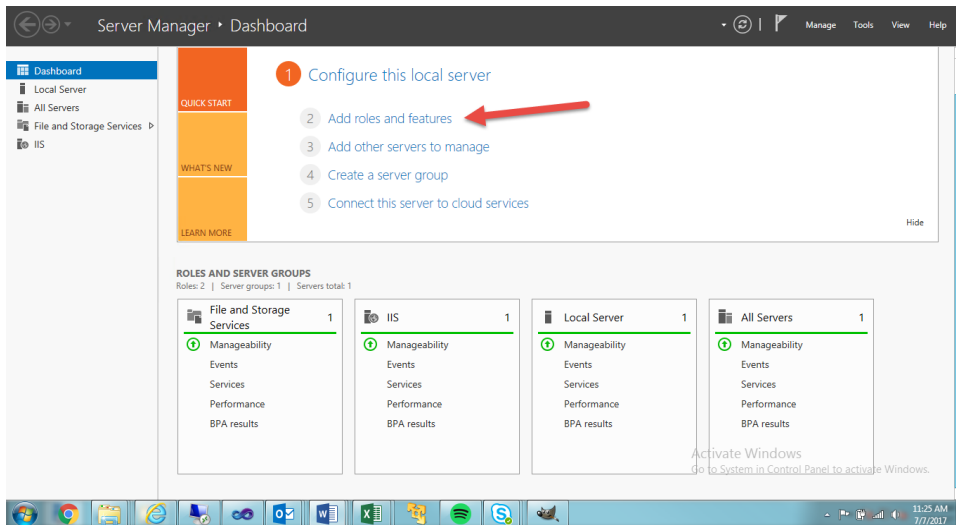 Server Manager • Dashboard
Manage Tools View Help
Dashboard
Local Server
All Servers
File and Storage Services
IIS
QUICK START
WHAT'S NEW
LEARN MORE
1 Configure this local server
2 Add roles and features
3 Add other servers to manage
4 Create a server group
5 Connect this server to cloud services
Hide
ROLES AND SERVER GROUPS
Roles: 2 | Server groups: 1 | Servers total: 1
File and Storage
Services 1
Manageability
Events
Services
Performance
BPA results
IIS 1
Manageability
Events
Services
Performance
BPA results
Local Server 1
Manageability
Events
Services
Performance
BPA results
All Servers 1
Manageability
Events
Services
Performance
BPA results
Activate Windows
Go to System in Control Panel to activate Windows.
11:25 AM
7/7/2017